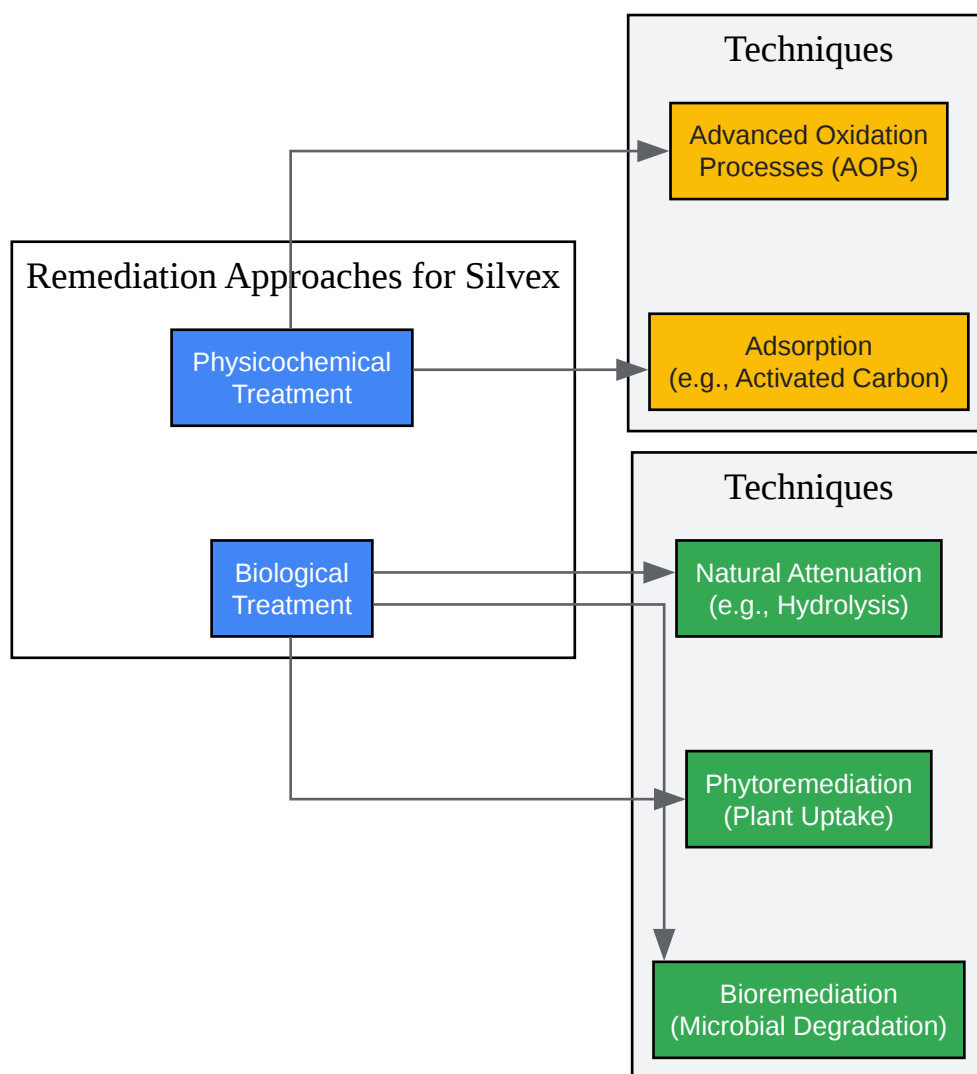 Techniques
Advanced Oxidation
Processes (AOPs)
Adsorption
(e.g., Activated Carbon)
Remediation Approaches for Silvex
Physicochemical
Treatment
Biological
Treatment
Techniques
Natural Attenuation
(e.g., Hydrolysis)
Phytoremediation
(Plant Uptake)
Bioremediation
(Microbial Degradation)